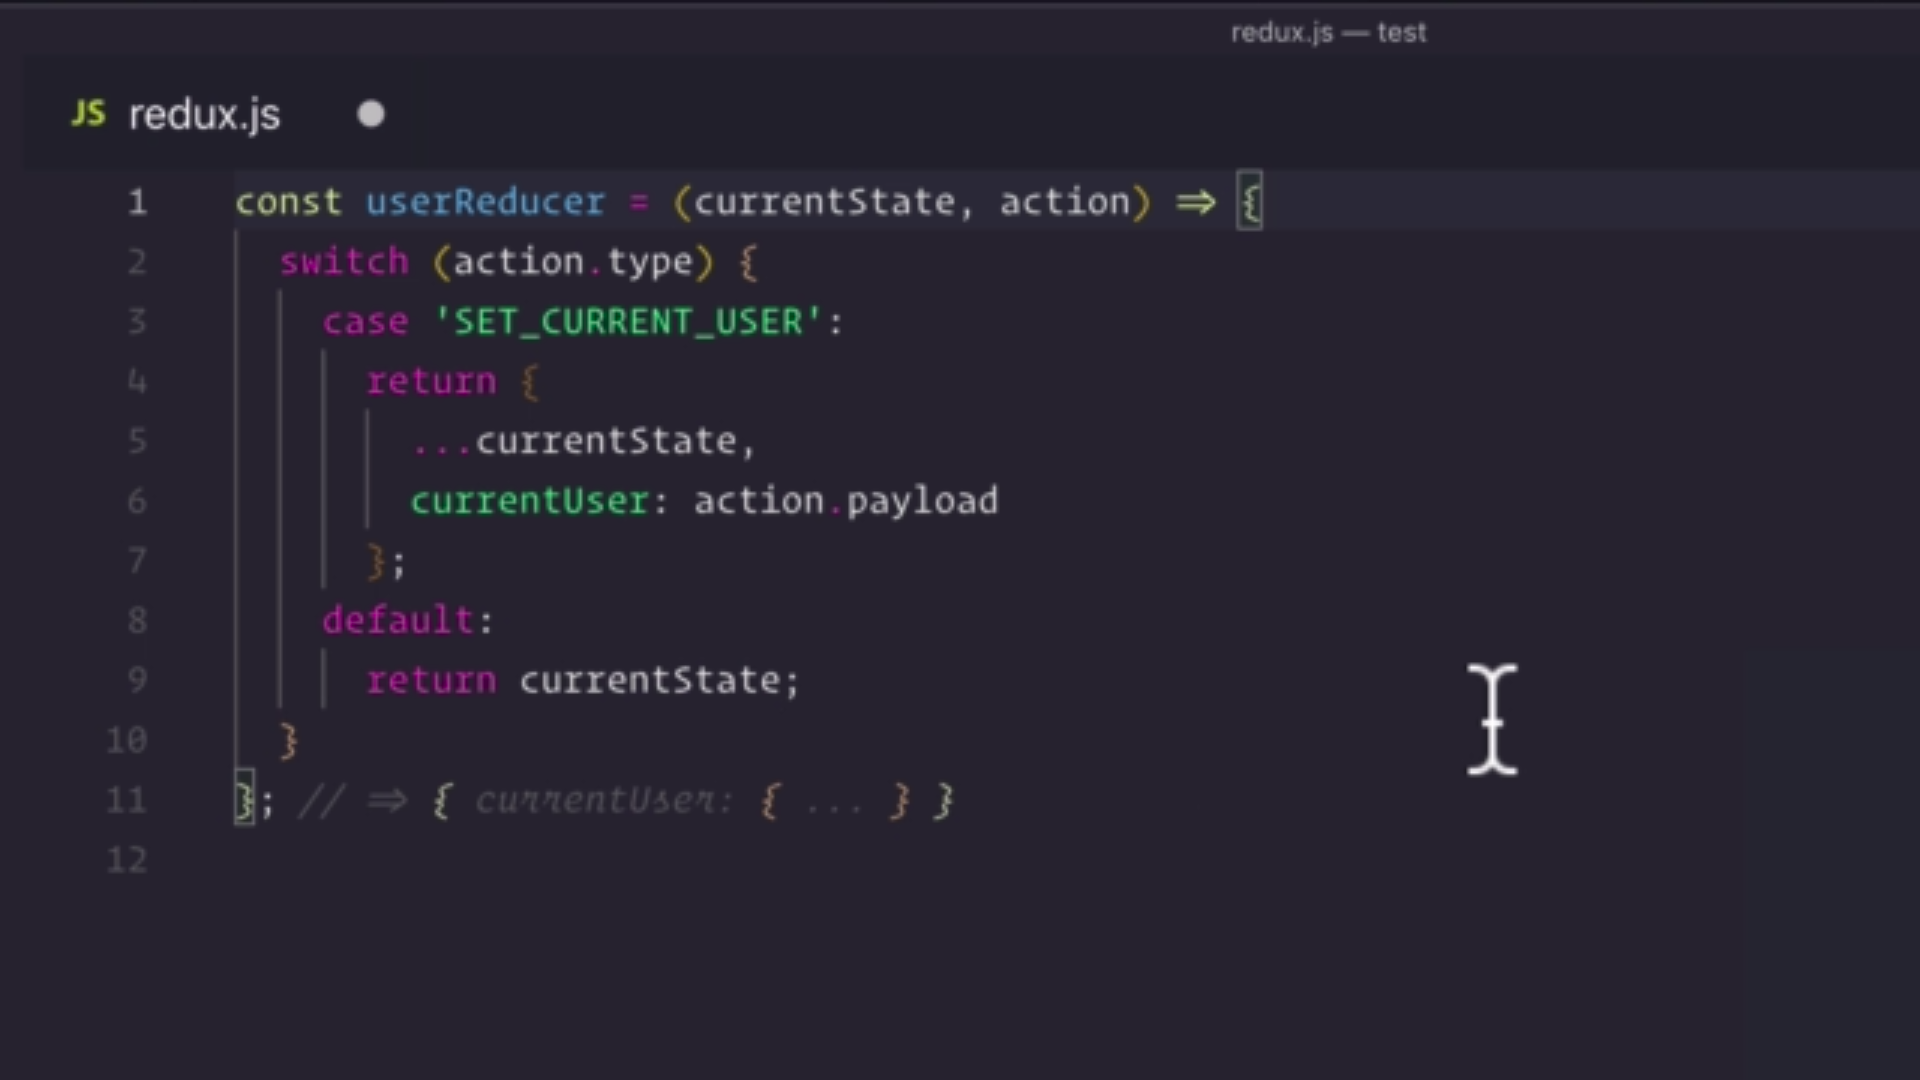 redux.js — test
JS redux.js
1 const userReducer = (currentState, action) => {
2 switch (action.type) {
3 case 'SET_CURRENT_USER':
4 return {
5 ...currentState,
6 currentUser: action.payload
7 };
8 default:
9 return currentState;
10 }
11 }; // => { currentUser: { ... } }
12